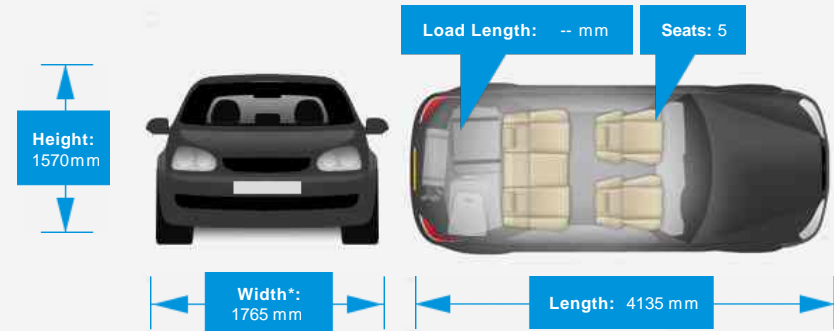 Load Length: -- mm
Seats: 5
Height:
1570mm
Width*:
1765 mm
Length: 4135 mm